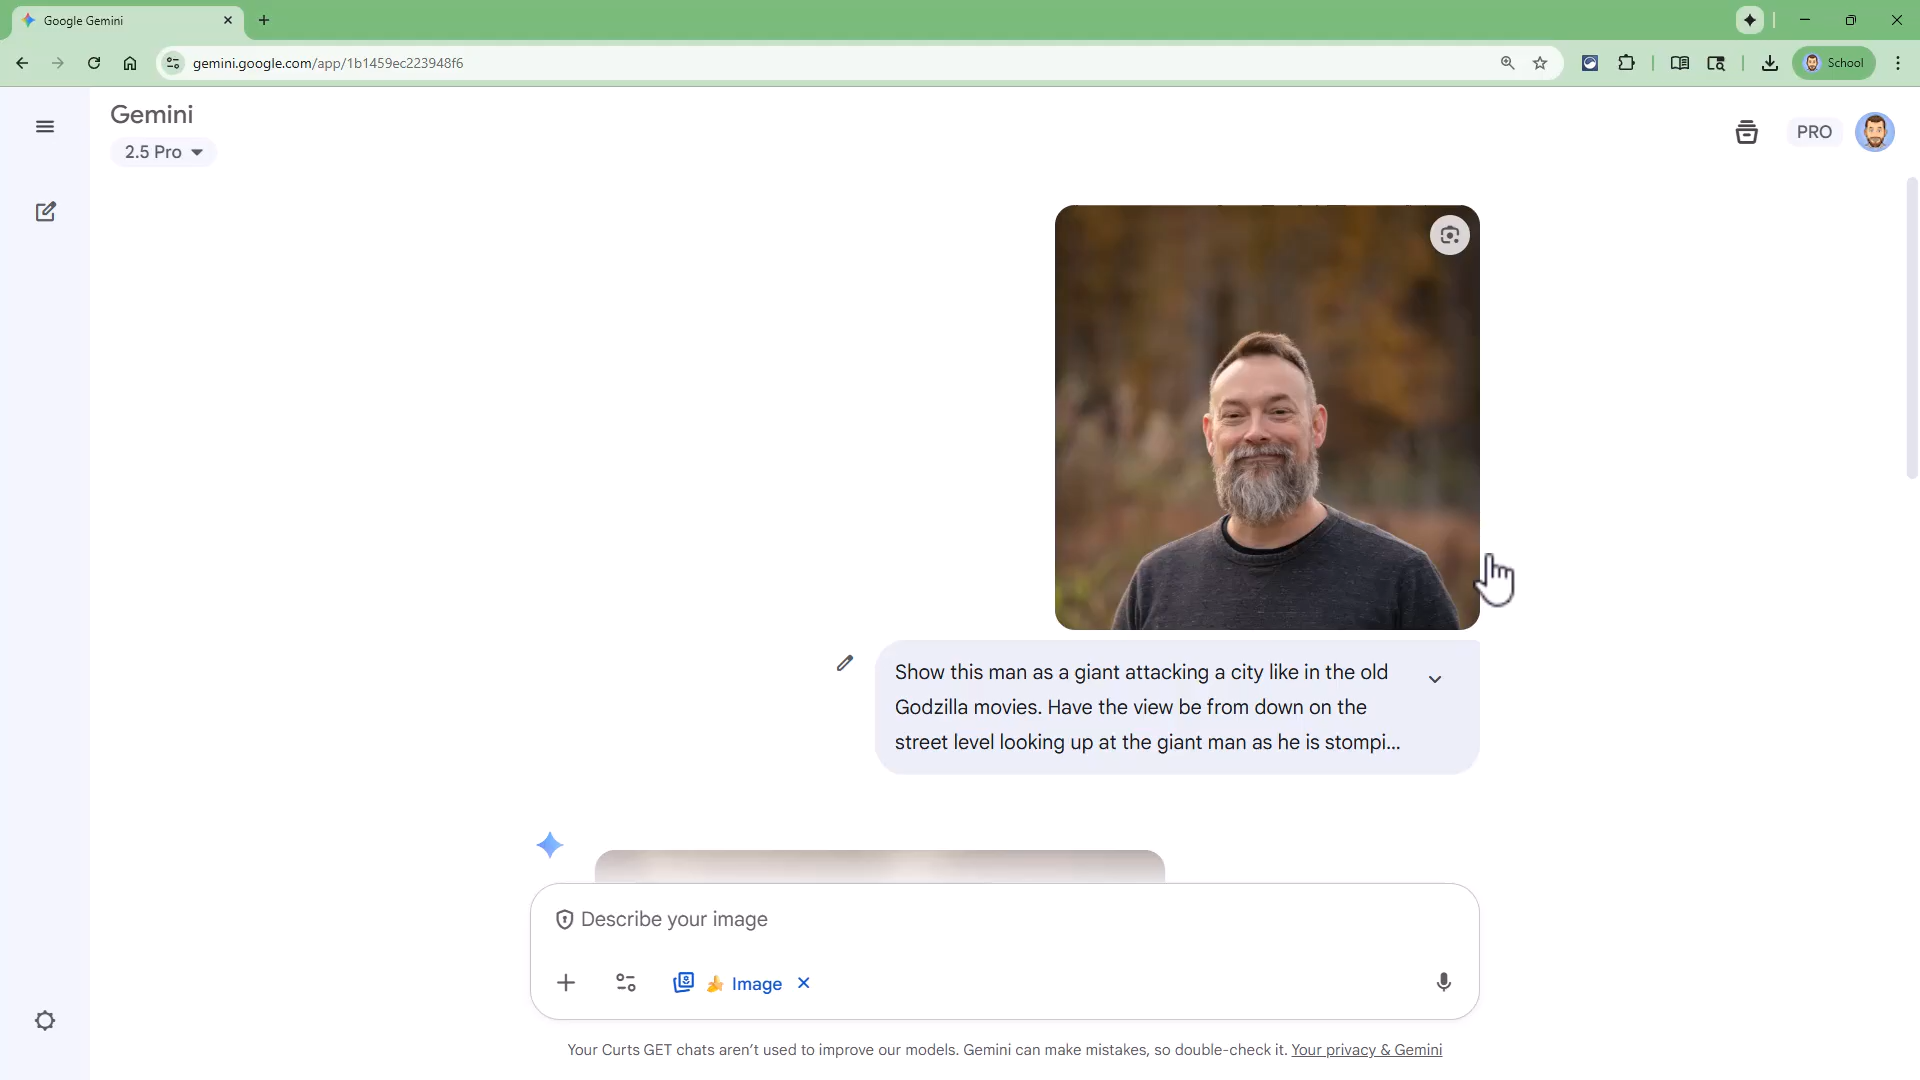 Google Gemini
gemini.google.com/app/1b1459ec223948f6
School
Gemini
2.5 Pro
PRO
Show this man as a giant attacking a city like in the old
Godzilla movies. Have the view be from down on the
street level looking up at the giant man as he is stompi...
Describe your image
Image
Your Curts GET chats aren't used to improve our models. Gemini can make mistakes, so double-check it. Your privacy & Gemini